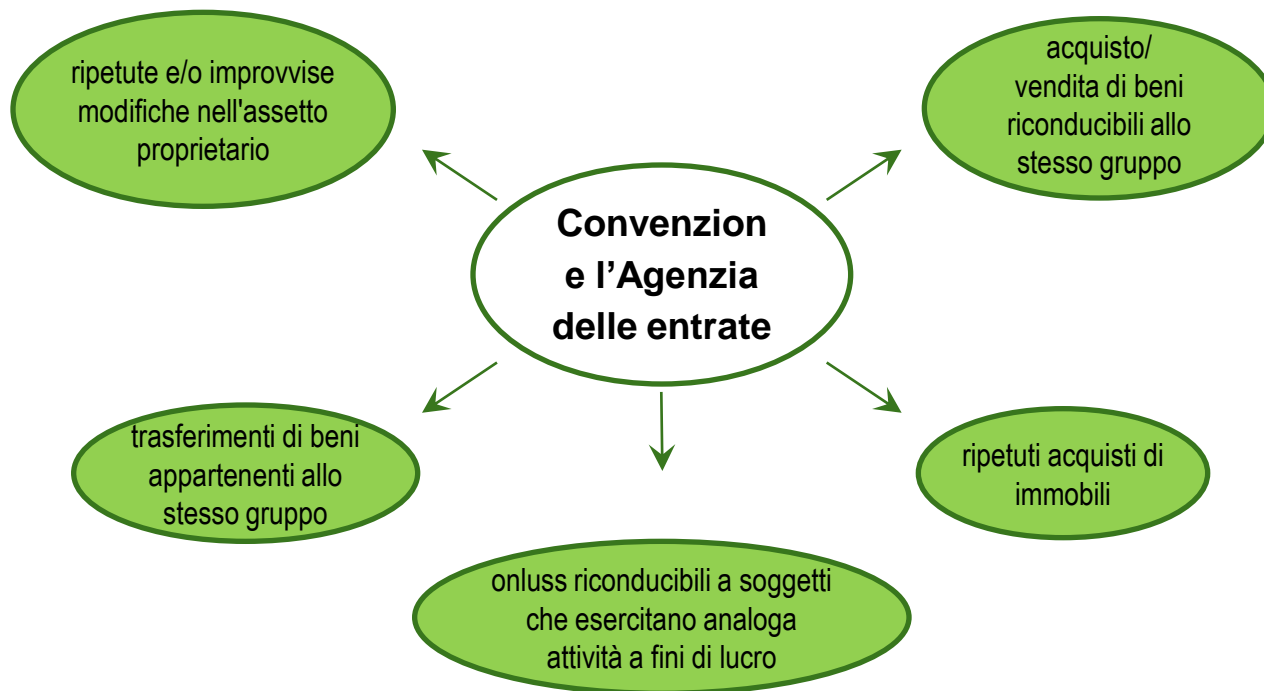 ripetute e/o improvvise
modifiche nell'assetto
proprietario
acquisto/
vendita di beni
riconducibili allo
stesso gruppo
Convenzion
e l’Agenzia
delle entrate
trasferimenti di beni
appartenenti allo
stesso gruppo
ripetuti acquisti di
immobili
onluss riconducibili a soggetti
che esercitano analoga
attività a fini di lucro